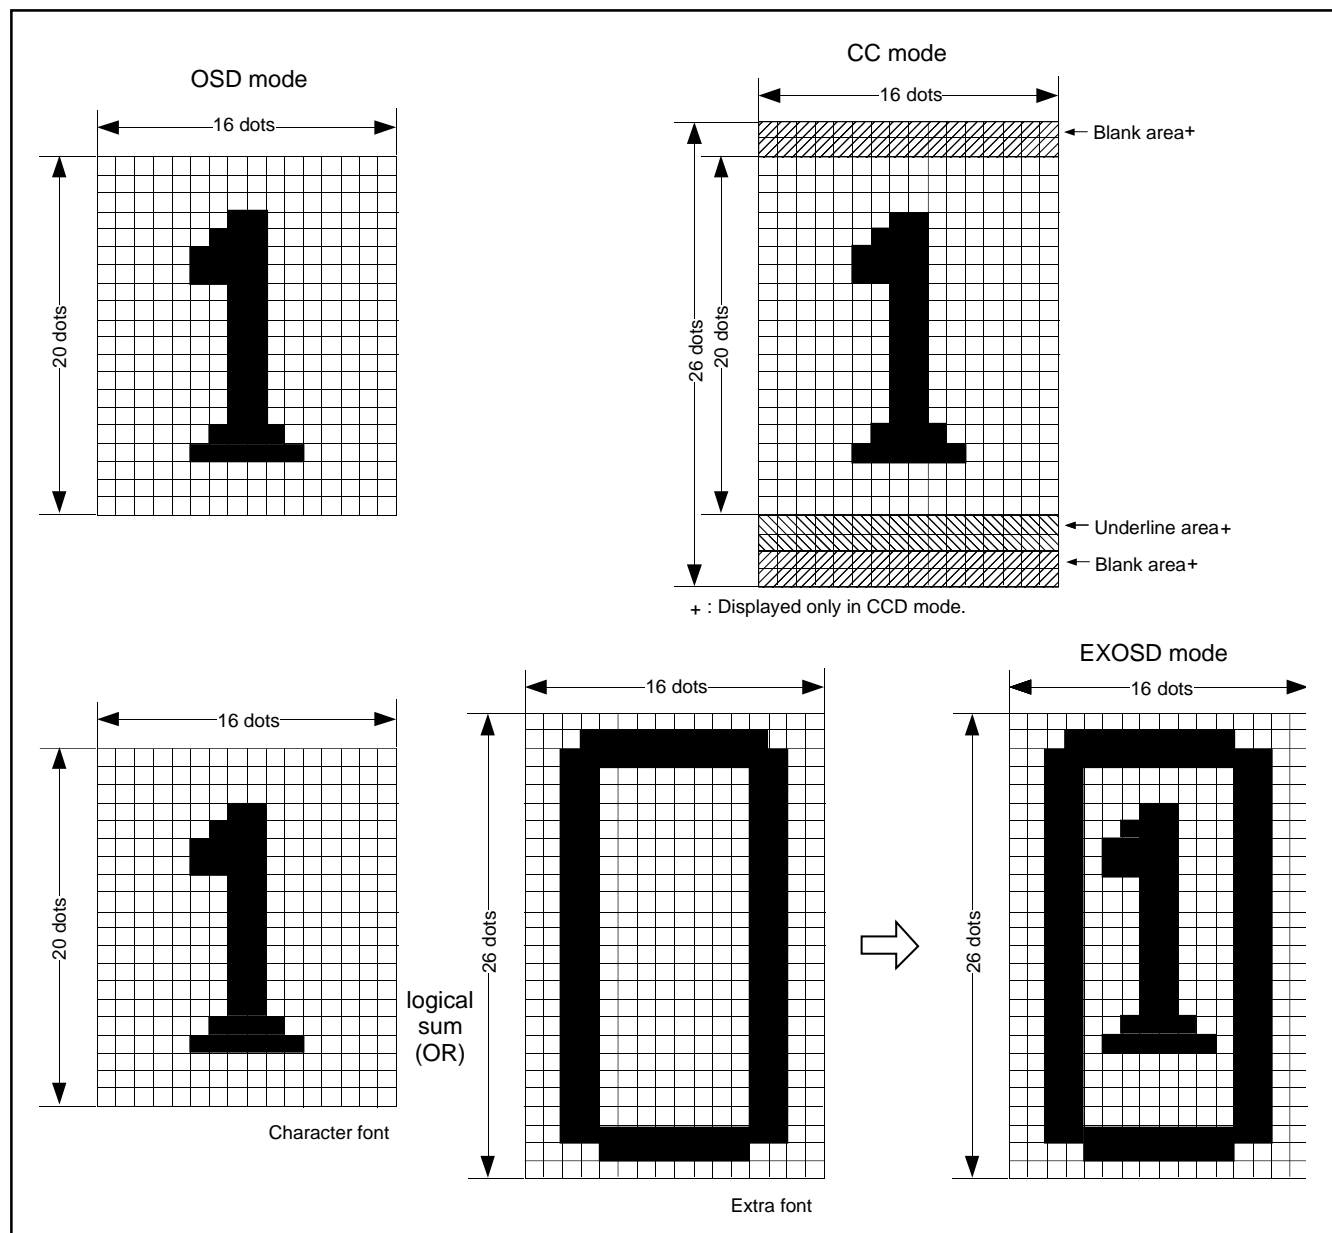 OSD mode
16 dots
20 dots
CC mode
16 dots
26 dots
20 dots
Blank area+
Underline area+
Blank area+
+ : Displayed only in CCD mode.
16 dots
20 dots
Character font
logical
sum
(OR)
16 dots
26 dots
Extra font
EXOSD mode
16 dots
26 dots